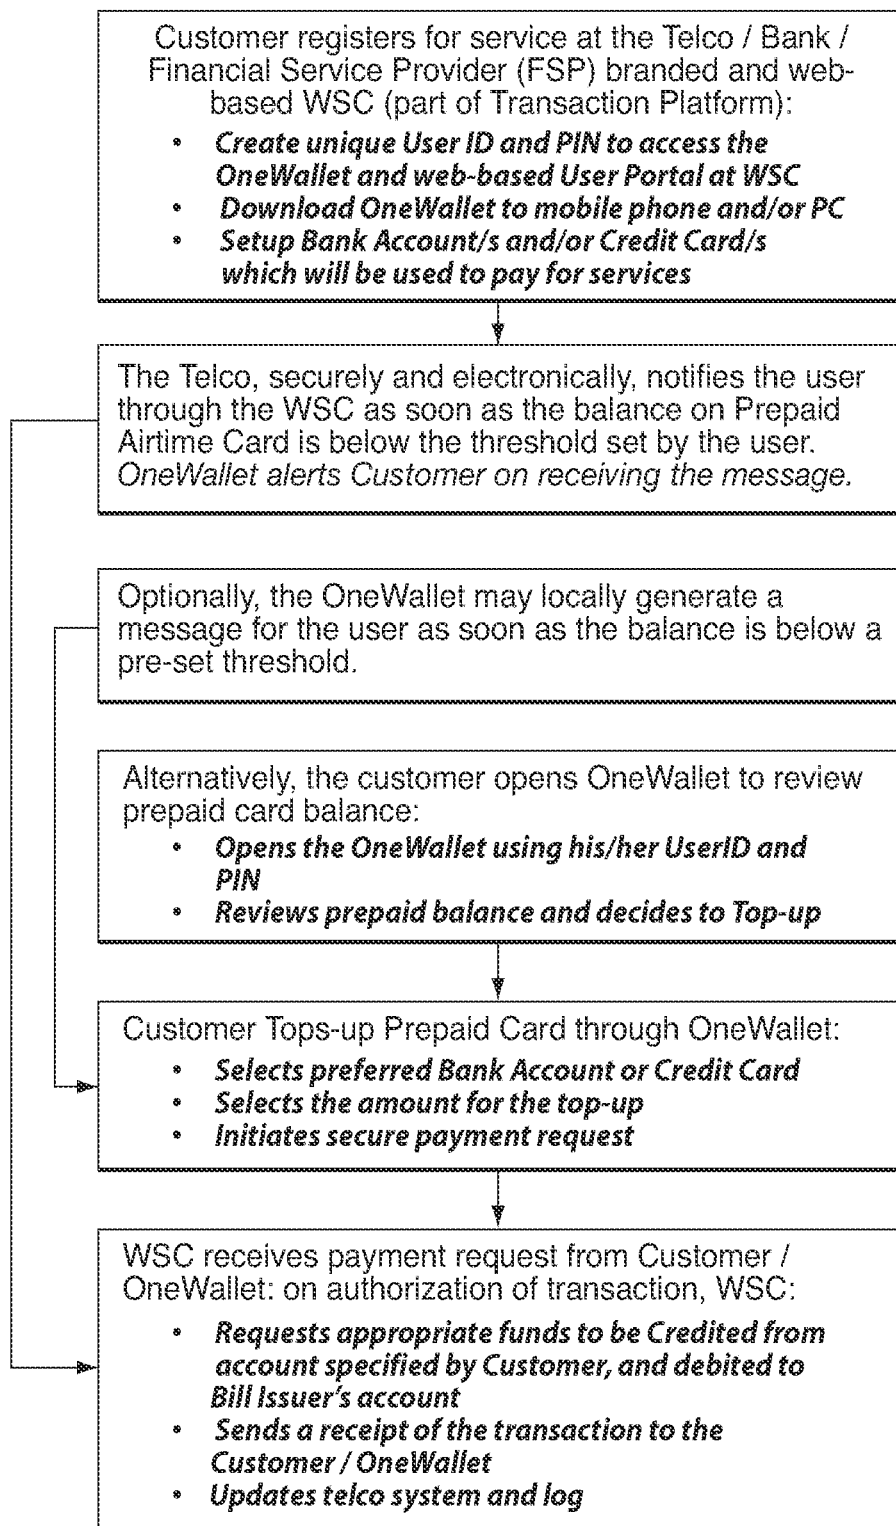 Customer registers for service at the Telco / Bank /
Financial Service Provider (FSP) branded and web-
based WSC (part of Transaction Platform):
• Create unique User ID and PIN to access the
OneWallet and web-based User Portal at WSC
• Download OneWallet to mobile phone and/or PC
• Setup Bank Account/s and/or Credit Card/s
which will be used to pay for services
The Telco, securely and electronically, notifies the user
through the WSC as soon as the balance on Prepaid
Airtime Card is below the threshold set by the user.
OneWallet alerts Customer on receiving the message.
Optionally, the OneWallet may locally generate a
message for the user as soon as the balance is below a
pre-set threshold.
Alternatively, the customer opens OneWallet to review
prepaid card balance:
• Opens the OneWallet using his/her UserID and
PIN
• Reviews prepaid balance and decides to Top-up
Customer Tops-up Prepaid Card through OneWallet:
• Selects preferred Bank Account or Credit Card
• Selects the amount for the top-up
• Initiates secure payment request
WSC receives payment request from Customer /
OneWallet: on authorization of transaction, WSC:
• Requests appropriate funds to be Credited from
account specified by Customer, and debited to
Bill Issuer's account
• Sends a receipt of the transaction to the
Customer / OneWallet
• Updates telco system and log